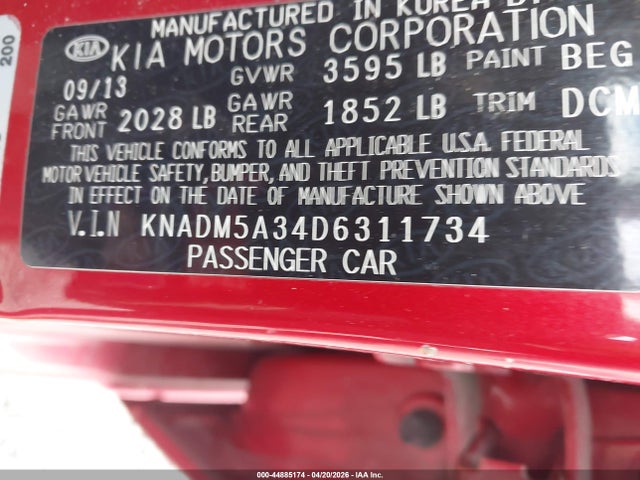 MANUFACTURED IN KOREA BY
KIA KIA MOTORS CORPORATION
09/13 GVWR 3595 LB PAINT BEG
GAWR FRONT 2028 LB GAWR REAR 1852 LB TRIM DCM
THIS VEHICLE CONFORMS TO ALL APPLICABLE U.S.A. FEDERAL
MOTOR VEHICLE SAFETY, BUMPER, AND THEFT PREVENTION STANDARDS
IN EFFECT ON THE DATE OF MANUFACTURE SHOWN ABOVE
V.I.N KNADM5A34D6311734
PASSENGER CAR
200
000-44885174 - 04/20/2026 - IAA Inc.